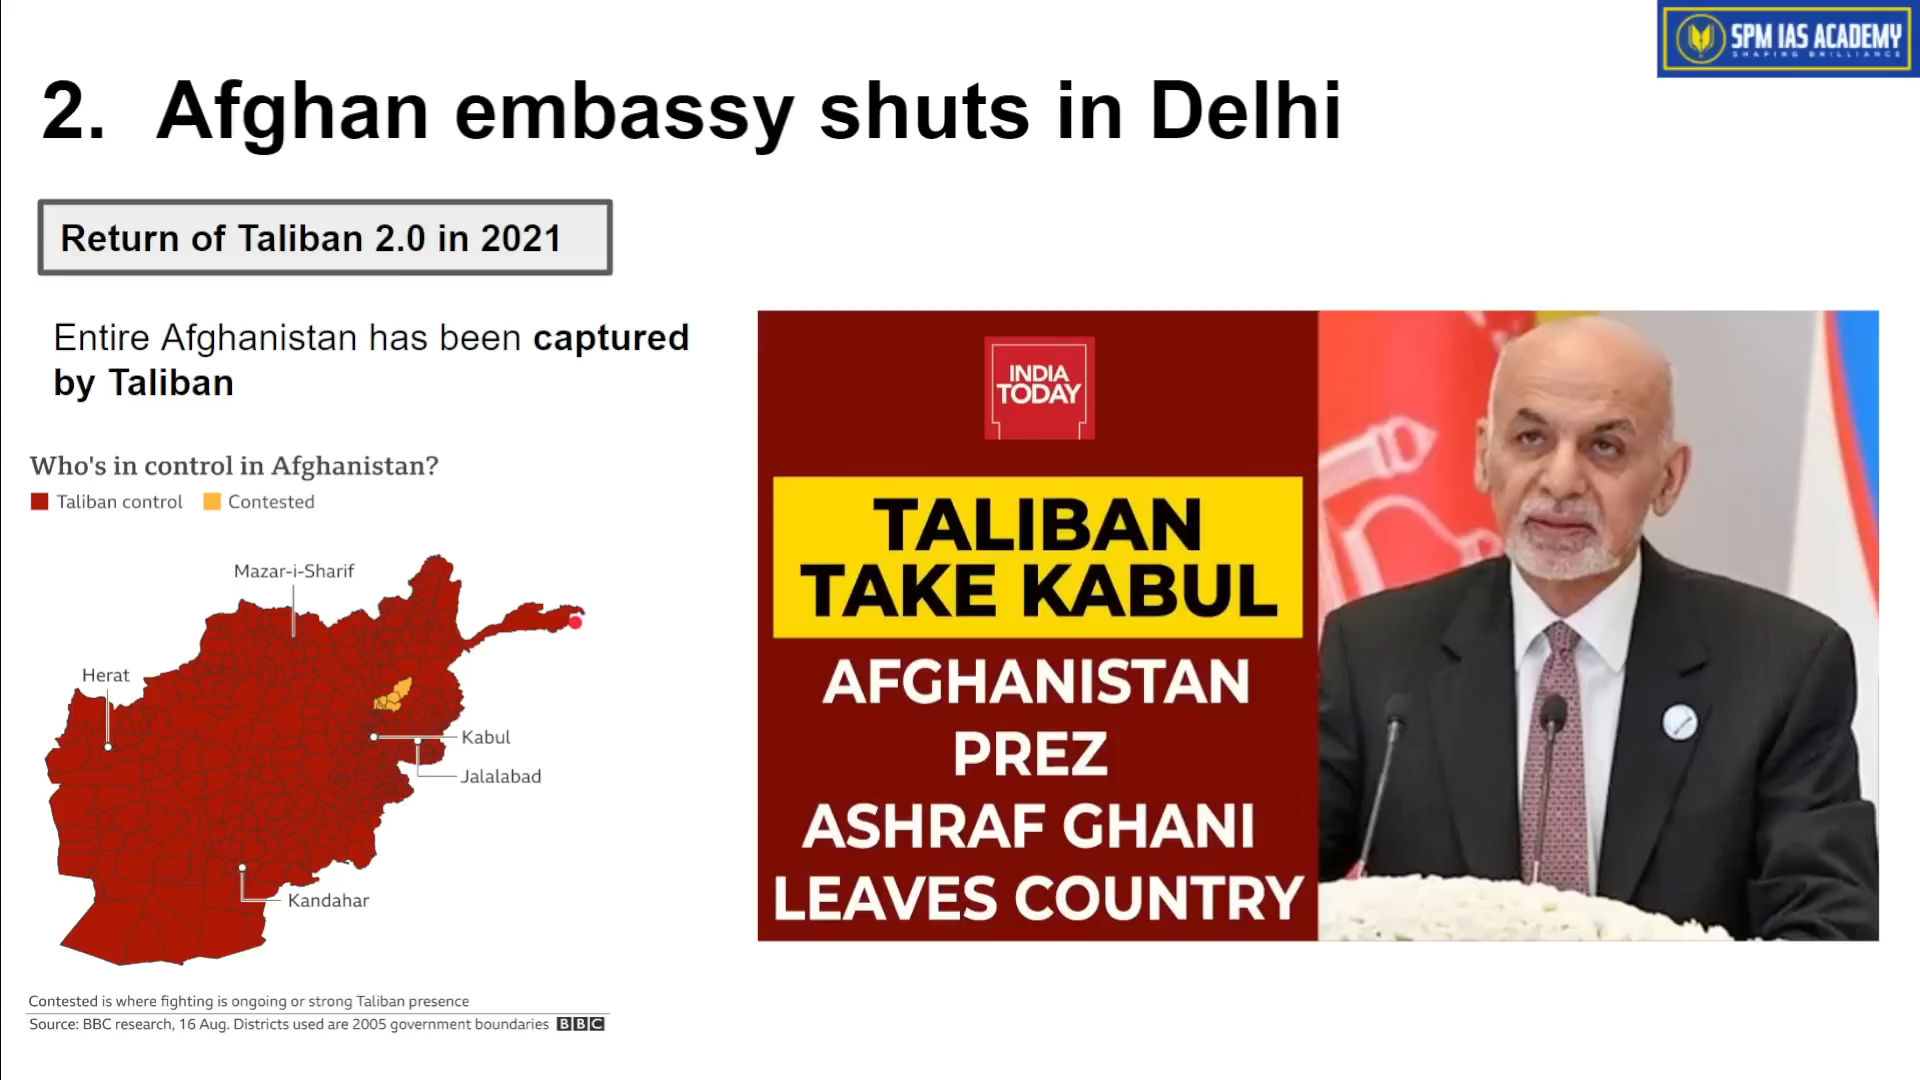 SPM IAS ACADEMY
SHAPING BRILLIANCE
2. Afghan embassy shuts in Delhi
Return of Taliban 2.0 in 2021
Entire Afghanistan has been captured
by Taliban
Who's in control in Afghanistan?
Taliban control
Contested
Mazar-i-Sharif
Herat
Kabul
Jalalabad
Kandahar
Contested is where fighting is ongoing or strong Taliban presence
Source: BBC research, 16 Aug. Districts used are 2005 government boundaries BBC
INDIA
TODAY
TALIBAN
TAKE KABUL
AFGHANISTAN
PREZ
ASHRAF GHANI
LEAVES COUNTRY